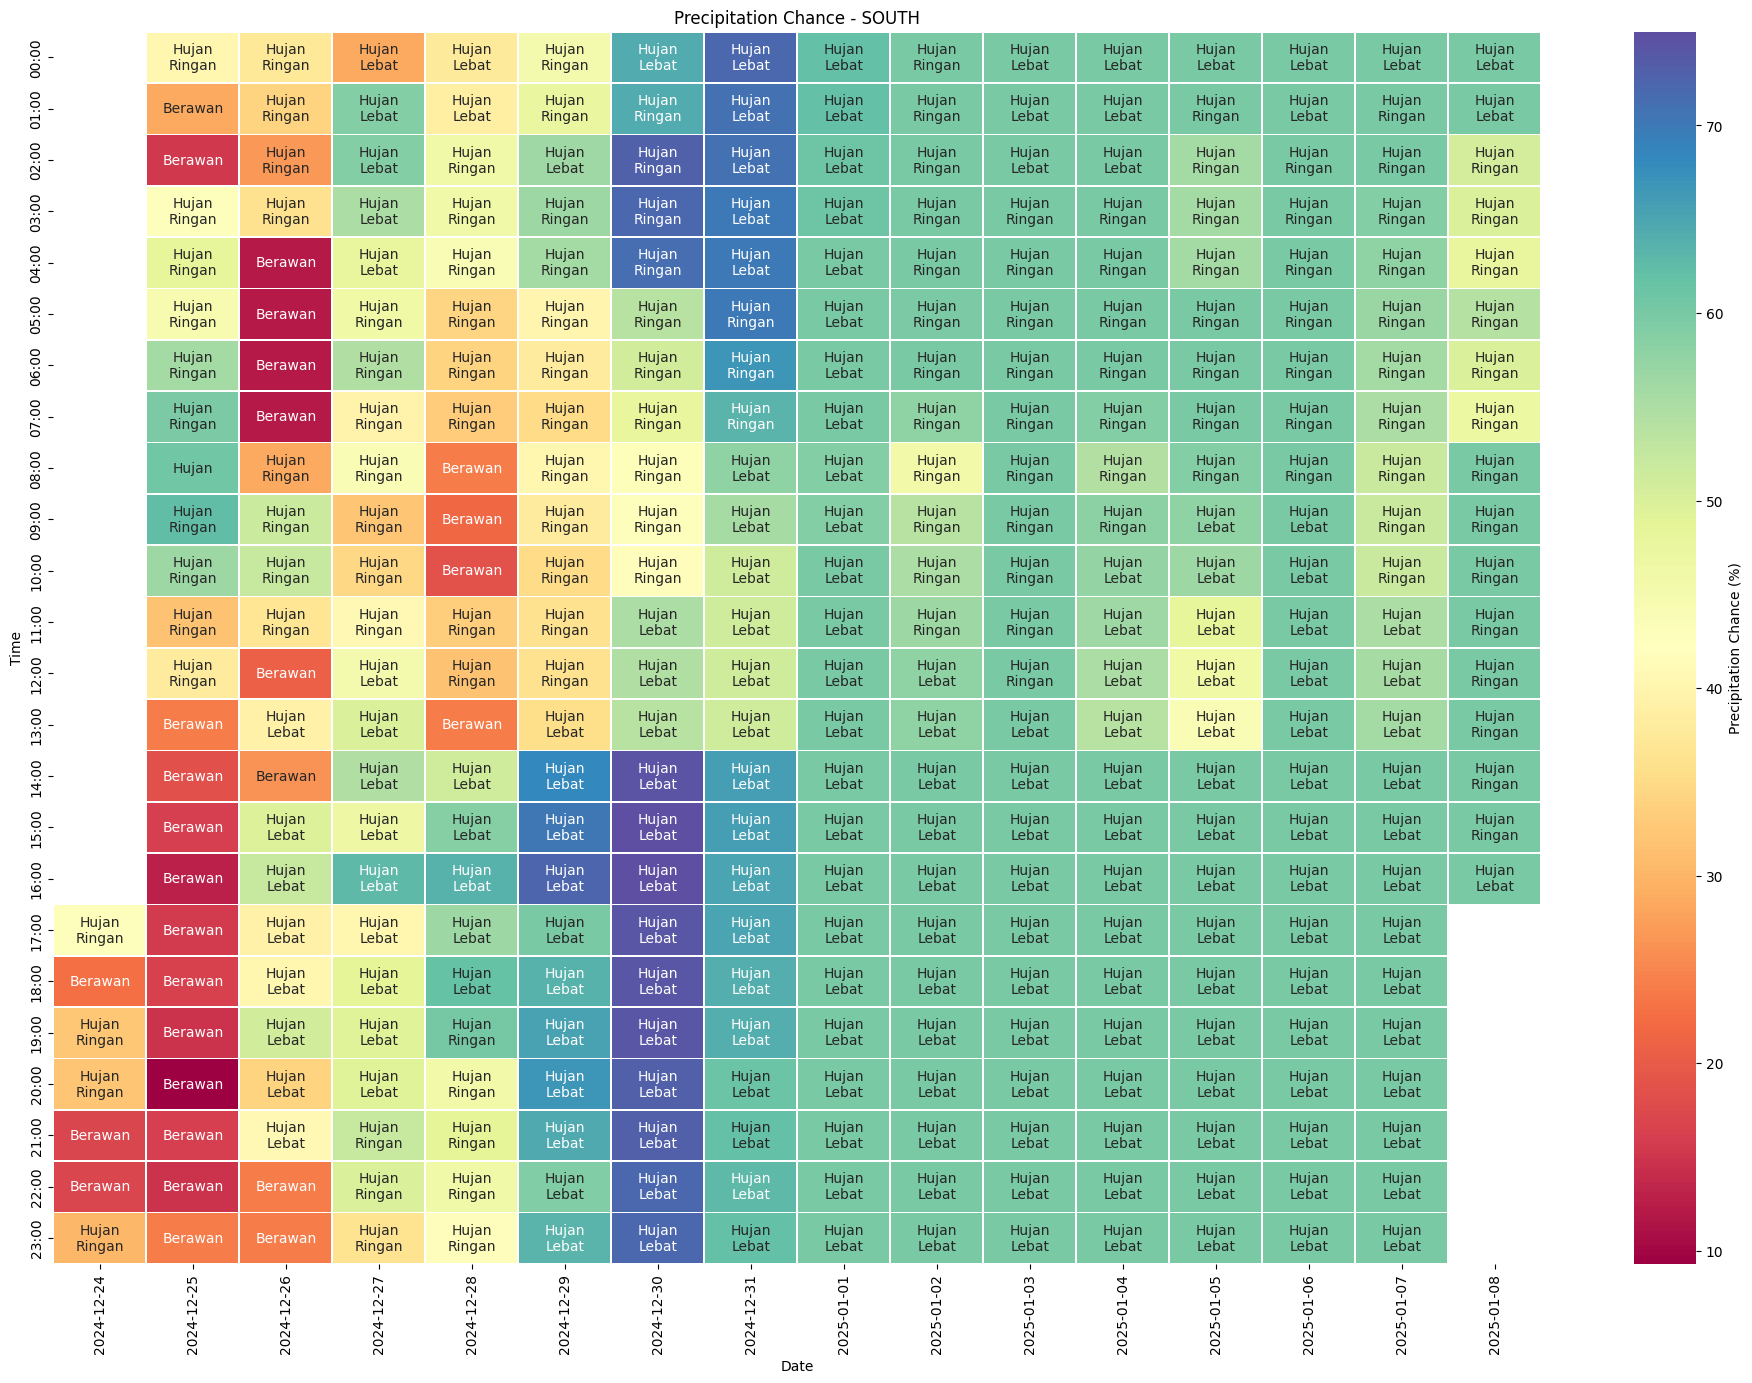 Precipitation Chance - SOUTH
00:00 Hujan Ringan Hujan Ringan Hujan Lebat Hujan Lebat Hujan Ringan Hujan Lebat Hujan Lebat Hujan Lebat Hujan Ringan Hujan Lebat Hujan Lebat Hujan Lebat Hujan Lebat Hujan Lebat Hujan Lebat
01:00 Berawan Hujan Ringan Hujan Lebat Hujan Lebat Hujan Ringan Hujan Ringan Hujan Lebat Hujan Lebat Hujan Ringan Hujan Lebat Hujan Lebat Hujan Ringan Hujan Lebat Hujan Ringan Hujan Lebat
02:00 Berawan Hujan Ringan Hujan Lebat Hujan Ringan Hujan Lebat Hujan Ringan Hujan Lebat Hujan Lebat Hujan Ringan Hujan Lebat Hujan Lebat Hujan Ringan Hujan Ringan Hujan Ringan Hujan Ringan
03:00 Hujan Ringan Hujan Ringan Hujan Lebat Hujan Ringan Hujan Ringan Hujan Ringan Hujan Lebat Hujan Lebat Hujan Ringan Hujan Ringan Hujan Ringan Hujan Ringan Hujan Ringan Hujan Ringan Hujan Ringan
04:00 Hujan Ringan Berawan Hujan Lebat Hujan Ringan Hujan Ringan Hujan Ringan Hujan Lebat Hujan Lebat Hujan Ringan Hujan Ringan Hujan Ringan Hujan Ringan Hujan Ringan Hujan Ringan Hujan Ringan
05:00 Hujan Ringan Berawan Hujan Ringan Hujan Ringan Hujan Ringan Hujan Ringan Hujan Ringan Hujan Lebat Hujan Ringan Hujan Ringan Hujan Ringan Hujan Ringan Hujan Ringan Hujan Ringan Hujan Ringan
06:00 Hujan Ringan Berawan Hujan Ringan Hujan Ringan Hujan Ringan Hujan Ringan Hujan Ringan Hujan Lebat Hujan Ringan Hujan Ringan Hujan Ringan Hujan Ringan Hujan Ringan Hujan Ringan Hujan Ringan
07:00 Hujan Ringan Berawan Hujan Ringan Hujan Ringan Hujan Ringan Hujan Ringan Hujan Ringan Hujan Lebat Hujan Ringan Hujan Ringan Hujan Ringan Hujan Ringan Hujan Ringan Hujan Ringan Hujan Ringan
08:00 Hujan Hujan Ringan Hujan Ringan Berawan Hujan Ringan Hujan Ringan Hujan Lebat Hujan Lebat Hujan Ringan Hujan Ringan Hujan Ringan Hujan Ringan Hujan Ringan Hujan Ringan Hujan Ringan
09:00 Hujan Ringan Hujan Ringan Hujan Ringan Berawan Hujan Ringan Hujan Ringan Hujan Lebat Hujan Lebat Hujan Ringan Hujan Ringan Hujan Ringan Hujan Lebat Hujan Lebat Hujan Ringan Hujan Ringan
10:00 Hujan Ringan Hujan Ringan Hujan Ringan Berawan Hujan Ringan Hujan Ringan Hujan Lebat Hujan Lebat Hujan Ringan Hujan Ringan Hujan Lebat Hujan Lebat Hujan Lebat Hujan Ringan Hujan Ringan
11:00 Hujan Ringan Hujan Ringan Hujan Ringan Hujan Ringan Hujan Ringan Hujan Lebat Hujan Lebat Hujan Lebat Hujan Ringan Hujan Ringan Hujan Lebat Hujan Lebat Hujan Lebat Hujan Lebat Hujan Ringan
12:00 Hujan Ringan Berawan Hujan Lebat Hujan Ringan Hujan Ringan Hujan Lebat Hujan Lebat Hujan Lebat Hujan Lebat Hujan Ringan Hujan Lebat Hujan Lebat Hujan Lebat Hujan Lebat Hujan Ringan
13:00 Berawan Hujan Lebat Hujan Lebat Berawan Hujan Lebat Hujan Lebat Hujan Lebat Hujan Lebat Hujan Lebat Hujan Lebat Hujan Lebat Hujan Lebat Hujan Lebat Hujan Lebat Hujan Ringan
14:00 Berawan Berawan Hujan Lebat Hujan Lebat Hujan Lebat Hujan Lebat Hujan Lebat Hujan Lebat Hujan Lebat Hujan Lebat Hujan Lebat Hujan Lebat Hujan Lebat Hujan Lebat Hujan Ringan
15:00 Berawan Hujan Lebat Hujan Lebat Hujan Lebat Hujan Lebat Hujan Lebat Hujan Lebat Hujan Lebat Hujan Lebat Hujan Lebat Hujan Lebat Hujan Lebat Hujan Lebat Hujan Lebat Hujan Ringan
16:00 Berawan Hujan Lebat Hujan Lebat Hujan Lebat Hujan Lebat Hujan Lebat Hujan Lebat Hujan Lebat Hujan Lebat Hujan Lebat Hujan Lebat Hujan Lebat Hujan Lebat Hujan Lebat Hujan Lebat
17:00 Hujan Ringan Berawan Hujan Lebat Hujan Lebat Hujan Lebat Hujan Lebat Hujan Lebat Hujan Lebat Hujan Lebat Hujan Lebat Hujan Lebat Hujan Lebat Hujan Lebat Hujan Lebat Hujan Lebat
18:00 Berawan Berawan Hujan Lebat Hujan Lebat Hujan Lebat Hujan Lebat Hujan Lebat Hujan Lebat Hujan Lebat Hujan Lebat Hujan Lebat Hujan Lebat Hujan Lebat Hujan Lebat Hujan Lebat
19:00 Hujan Ringan Berawan Hujan Lebat Hujan Lebat Hujan Ringan Hujan Lebat Hujan Lebat Hujan Lebat Hujan Lebat Hujan Lebat Hujan Lebat Hujan Lebat Hujan Lebat Hujan Lebat Hujan Lebat
20:00 Hujan Ringan Berawan Hujan Lebat Hujan Lebat Hujan Ringan Hujan Lebat Hujan Lebat Hujan Lebat Hujan Lebat Hujan Lebat Hujan Lebat Hujan Lebat Hujan Lebat Hujan Lebat Hujan Lebat
21:00 Berawan Berawan Hujan Lebat Hujan Ringan Hujan Ringan Hujan Lebat Hujan Lebat Hujan Lebat Hujan Lebat Hujan Lebat Hujan Lebat Hujan Lebat Hujan Lebat Hujan Lebat Hujan Lebat
22:00 Berawan Berawan Berawan Hujan Ringan Hujan Ringan Hujan Lebat Hujan Lebat Hujan Lebat Hujan Lebat Hujan Lebat Hujan Lebat Hujan Lebat Hujan Lebat Hujan Lebat Hujan Lebat
23:00 Hujan Ringan Berawan Berawan Hujan Ringan Hujan Ringan Hujan Lebat Hujan Lebat Hujan Lebat Hujan Lebat Hujan Lebat Hujan Lebat Hujan Lebat Hujan Lebat Hujan Lebat Hujan Lebat
Time
2024-12-24 2024-12-25 2024-12-26 2024-12-27 2024-12-28 2024-12-29 2024-12-30 2024-12-31 2025-01-01 2025-01-02 2025-01-03 2025-01-04 2025-01-05 2025-01-06 2025-01-07 2025-01-08
Date
70
60
50
40
30
20
10
Precipitation Chance (%)